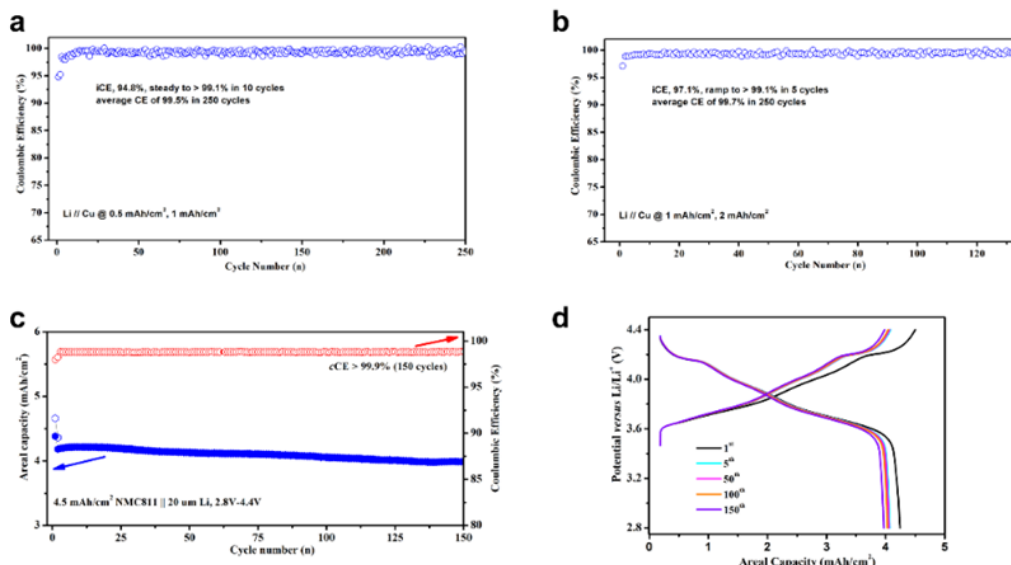 a
100
95
90
85
80
75
70
65
Coulombic Efficiency (%)
iCE, 94.8%, steady to > 99.1% in 10 cycles
average CE of 99.5% in 250 cycles
Li // Cu @ 0.5 mAh/cm², 1 mAh/cm²
0 50 100 150 200 250
Cycle Number (n)
b
100
95
90
85
80
75
70
65
Coulombic Efficiency (%)
iCE, 97.1%, ramp to > 99.1% in 5 cycles
average CE of 99.7% in 250 cycles
Li // Cu @ 1 mAh/cm², 2 mAh/cm²
0 20 40 60 80 100 120
Cycle Number (n)
c
6
5
4
3
Areal capacity (mAh/cm²)
100
95
90
85
80
Coulombic Efficiency (%)
cCE > 99.9% (150 cycles)
4.5 mAh/cm² NMC811 || 20 um Li, 2.8V-4.4V
0 25 50 75 100 125 150
Cycle number (n)
d
4.4
4.0
3.6
3.2
2.8
Potential versus Li/Li⁺ (V)
1st
5th
50th
100th
150th
0 1 2 3 4 5
Areal Capacity (mAh/cm²)